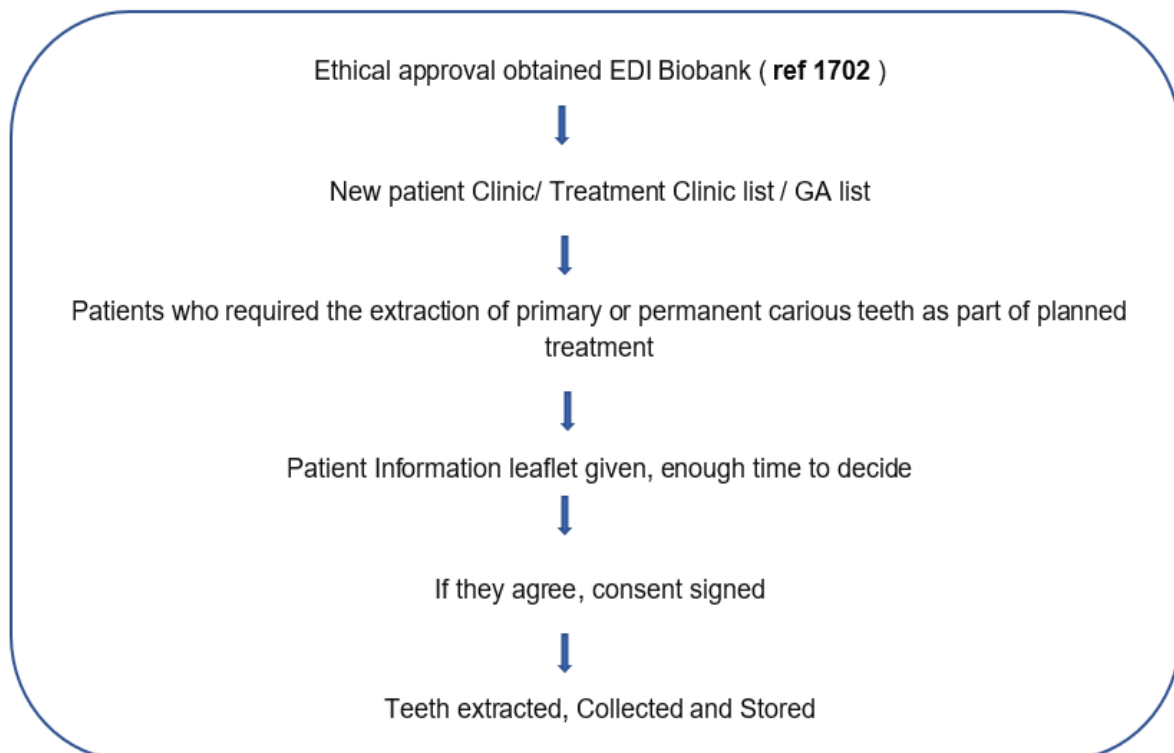 Ethical approval obtained EDI Biobank ( ref 1702 )
New patient Clinic/ Treatment Clinic list / GA list
Patients who required the extraction of primary or permanent carious teeth as part of planned
treatment
Patient Information leaflet given, enough time to decide
If they agree, consent signed
Teeth extracted, Collected and Stored